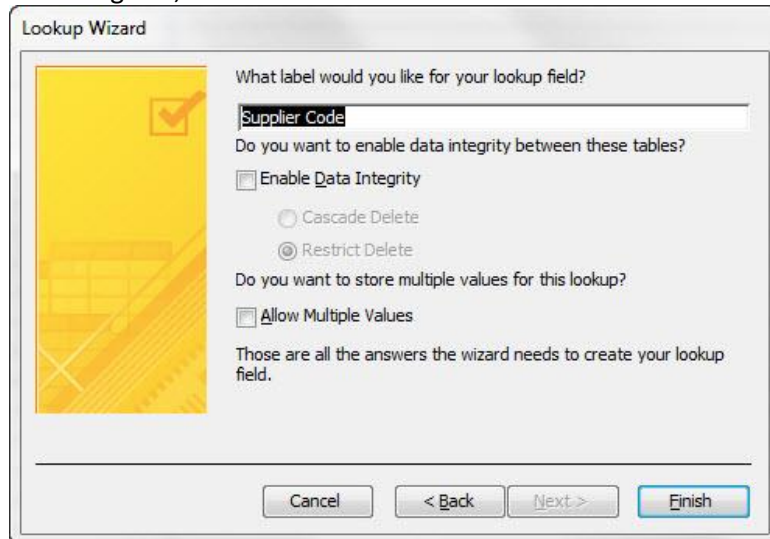 Lookup Wizard
What label would you like for your lookup field?
Supplier Code
Do you want to enable data integrity between these tables?
Enable Data Integrity
Cascade Delete
Restrict Delete
Do you want to store multiple values for this lookup?
Allow Multiple Values
Those are all the answers the wizard needs to create your lookup
field.
Cancel
< Back
Next >
Finish